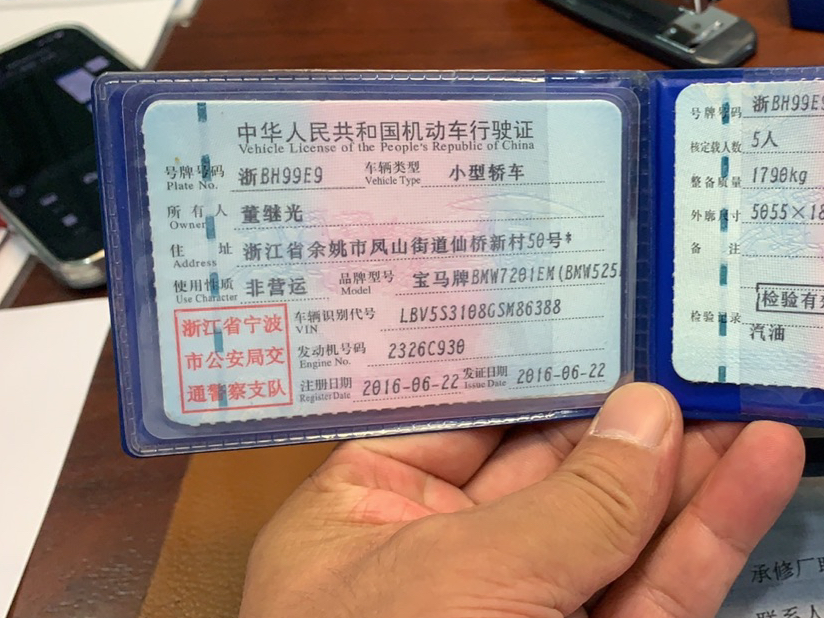 中华人民共和国机动车行驶证
Vehicle License of the People's Republic of China
号牌号码 浙BH99E9 车辆类型 小型轿车
Plate No. Vehicle Type
所有人 董继光
Owner
住址 浙江省余姚市凤山街道仙桥新村50号*
Address
使用性质 非营运 品牌型号 宝马牌BMW7201EM(BMW525
Use Character Model
浙江省宁波
市公安局交
通警察支队
车辆识别代号 LBV5S3108GSM86388
VIN
发动机号码 2326C930
Engine No.
注册日期 2016-06-22 发证日期 2016-06-22
Register Date Issue Date
号牌号码 浙BH99E9
核定载人数 5人
整备质量 1790kg
外廓尺寸 5055×18
备注
检验有效
检验记录
汽油
承修厂
联系人